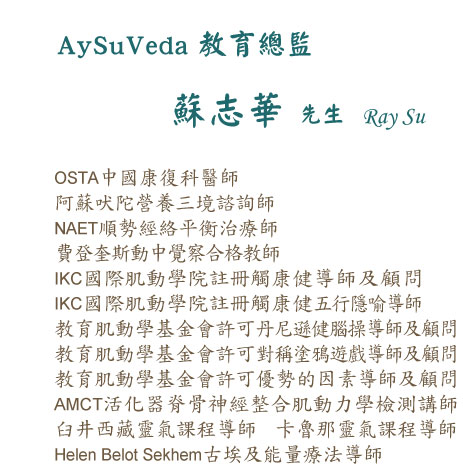 AySuVeda 教育總監
蘇志華 先生 Ray Su
OSTA中國康復科醫師
阿蘇吠陀營養三境諮詢師
NAET順勢經絡平衡治療師
費登奎斯動中覺察合格教師
IKC國際肌動學院註冊觸康健導師及顧問
IKC國際肌動學院註冊觸康健五行隱喻導師
教育肌動學基金會許可丹尼遜健腦操導師及顧問
教育肌動學基金會許可對稱塗鴉遊戲導師及顧問
教育肌動學基金會許可優勢的因素導師及顧問
AMCT活化器脊骨神經整合肌動力學檢測講師
臼井西藏靈氣課程導師 卡魯那靈氣課程導師
Helen Belot Sekhem古埃及能量療法導師